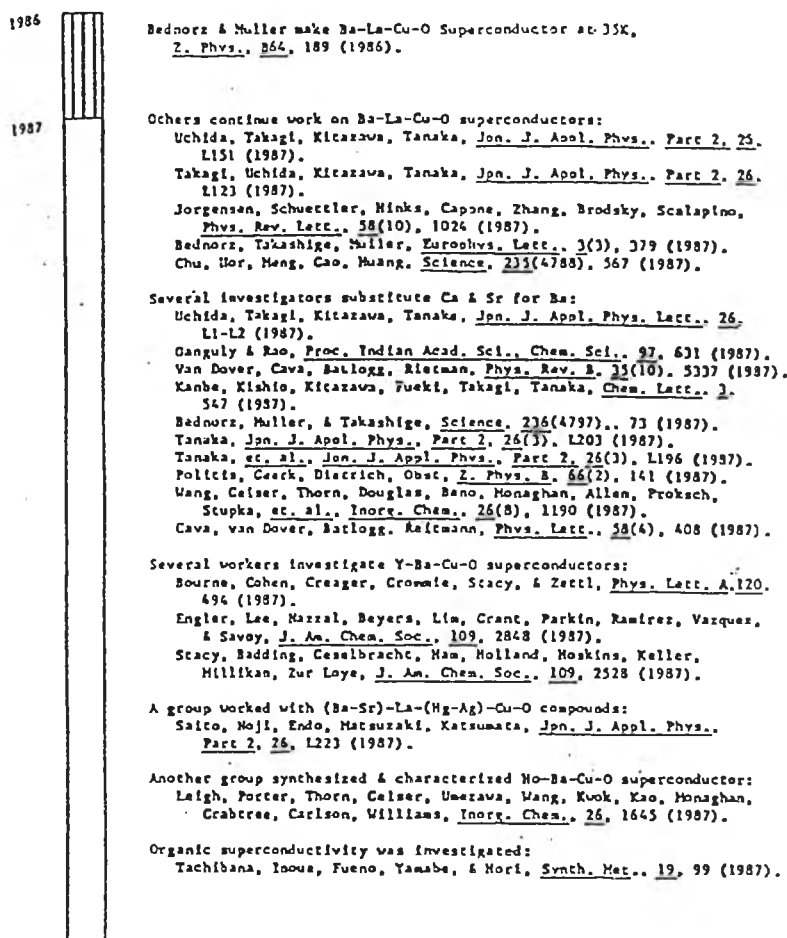 1986
Bednorz & Muller make Ba-La-Cu-O Superconductor at 35K,
Z. Phys., B64, 189 (1986).
1987
Others continue work on Ba-La-Cu-O superconductors:
Uchida, Takagi, Kitazawa, Tanaka, Jpn. J. Appl. Phys., Part 2, 25,
L151 (1987).
Takagi, Uchida, Kitazawa, Tanaka, Jpn. J. Appl. Phys., Part 2, 26,
L123 (1987).
Jorgensen, Schuettler, Hinks, Capone, Zhang, Brodsky, Scalapino,
Phys. Rev. Lett., 58(10), 1024 (1987).
Bednorz, Takashige, Muller, Europhys. Lett., 3(3), 379 (1987).
Chu, Hor, Meng, Gao, Huang, Science, 235(4788), 567 (1987).
Several investigators substitute Ca & Sr for Ba:
Uchida, Takagi, Kitazawa, Tanaka, Jpn. J. Appl. Phys. Lett., 26,
L1-L2 (1987).
Ganguly & Rao, Proc. Indian Acad. Sci., Chem. Sci., 97, 631 (1987).
Van Dover, Cava, Batlogg, Rietman, Phys. Rev. B, 35(10), 5337 (1987).
Kanbe, Kishio, Kitazawa, Fueki, Takagi, Tanaka, Chem. Lett., 3,
547 (1987).
Bednorz, Muller, & Takashige, Science, 236(4797)., 73 (1987).
Tanaka, Jpn. J. Appl. Phys., Part 2, 26(3), L203 (1987).
Tanaka, et. al., Jpn. J. Appl. Phys., Part 2, 26(3), L196 (1987).
Politis, Geerk, Dietrich, Obst, Z. Phys. B, 66(2), 141 (1987).
Wang, Geiser, Thorn, Douglas, Beno, Monaghan, Allen, Proksch,
Stupka, et. al., Inorg. Chem., 26(8), 1190 (1987).
Cava, van Dover, Batlogg, Reitmann, Phys. Lett., 58(4), 408 (1987).
Several workers investigate Y-Ba-Cu-O superconductors:
Bourne, Cohen, Creager, Crommie, Stacy, & Zettl, Phys. Lett. A,120,
494 (1987).
Engler, Lee, Nazzal, Beyers, Lim, Grant, Parkin, Ramirez, Vazquez,
& Savoy, J. Am. Chem. Soc., 109, 2848 (1987).
Stacy, Badding, Geselbracht, Ham, Holland, Hoskins, Keller,
Millikan, Zur Loye, J. Am. Chem. Soc., 109, 2528 (1987).
A group worked with (Ba-Sr)-La-(Hg-Ag)-Cu-O compounds:
Saito, Noji, Endo, Matsuzaki, Katsumata, Jpn. J. Appl. Phys.,
Part 2, 26, L223 (1987).
Another group synthesized & characterized Ho-Ba-Cu-O superconductor:
Leigh, Porter, Thorn, Geiser, Umezawa, Wang, Kwok, Kao, Monaghan,
Crabtree, Carlson, Williams, Inorg. Chem., 26, 1645 (1987).
Organic superconductivity was investigated:
Tachibana, Inoue, Fueno, Yamabe, & Hori, Synth. Met., 19, 99 (1987).